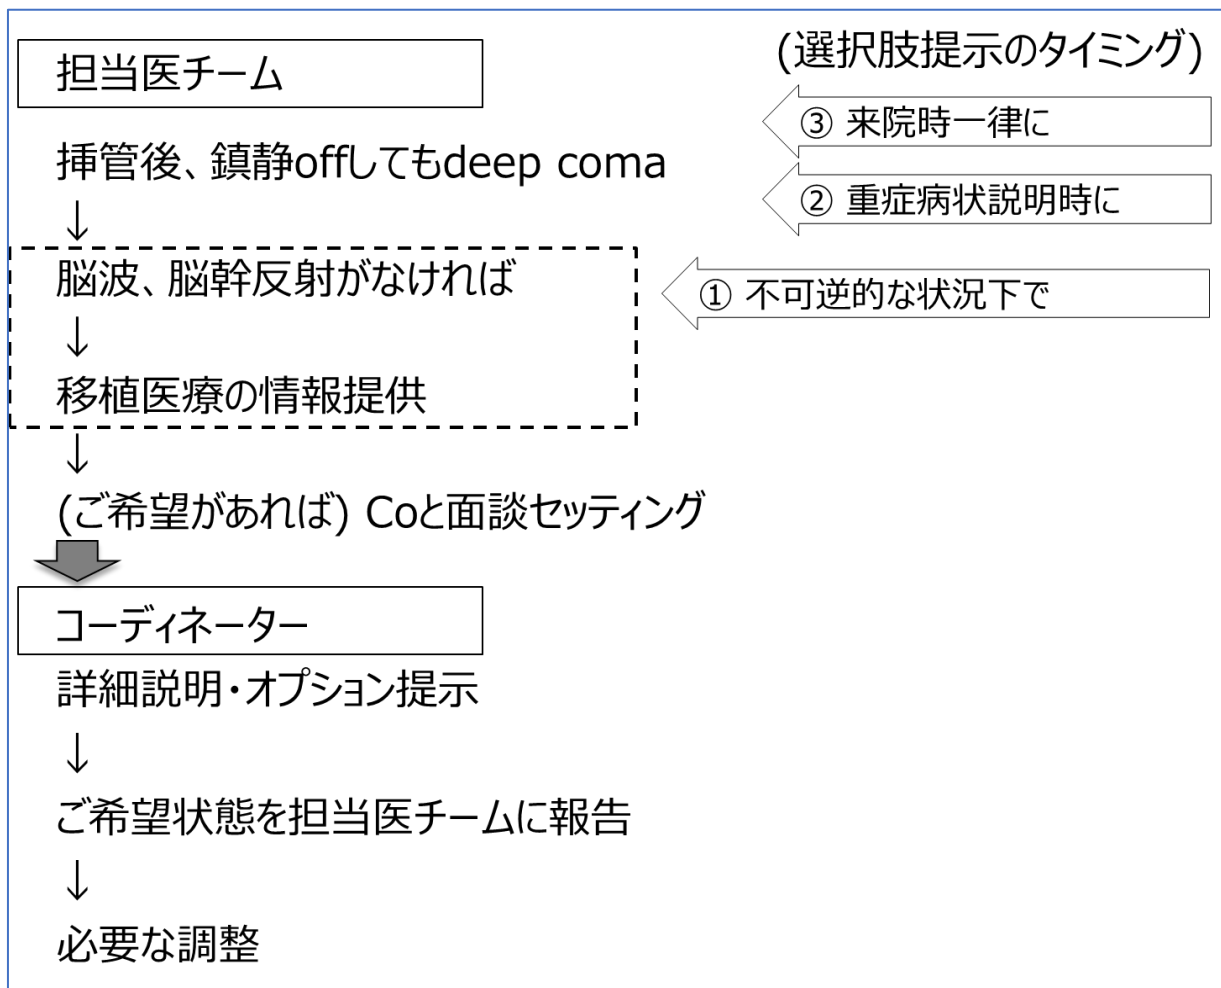 担当医チーム
(選択肢提示のタイミング)
③ 来院時一律に
挿管後、鎮静offしてもdeep coma
② 重症病状説明時に
↓
脳波、脳幹反射がなければ
① 不可逆的な状況下で
↓
移植医療の情報提供
↓
(ご希望があれば) Coと面談セッティング
コーディネーター
詳細説明・オプション提示
↓
ご希望状態を担当医チームに報告
↓
必要な調整